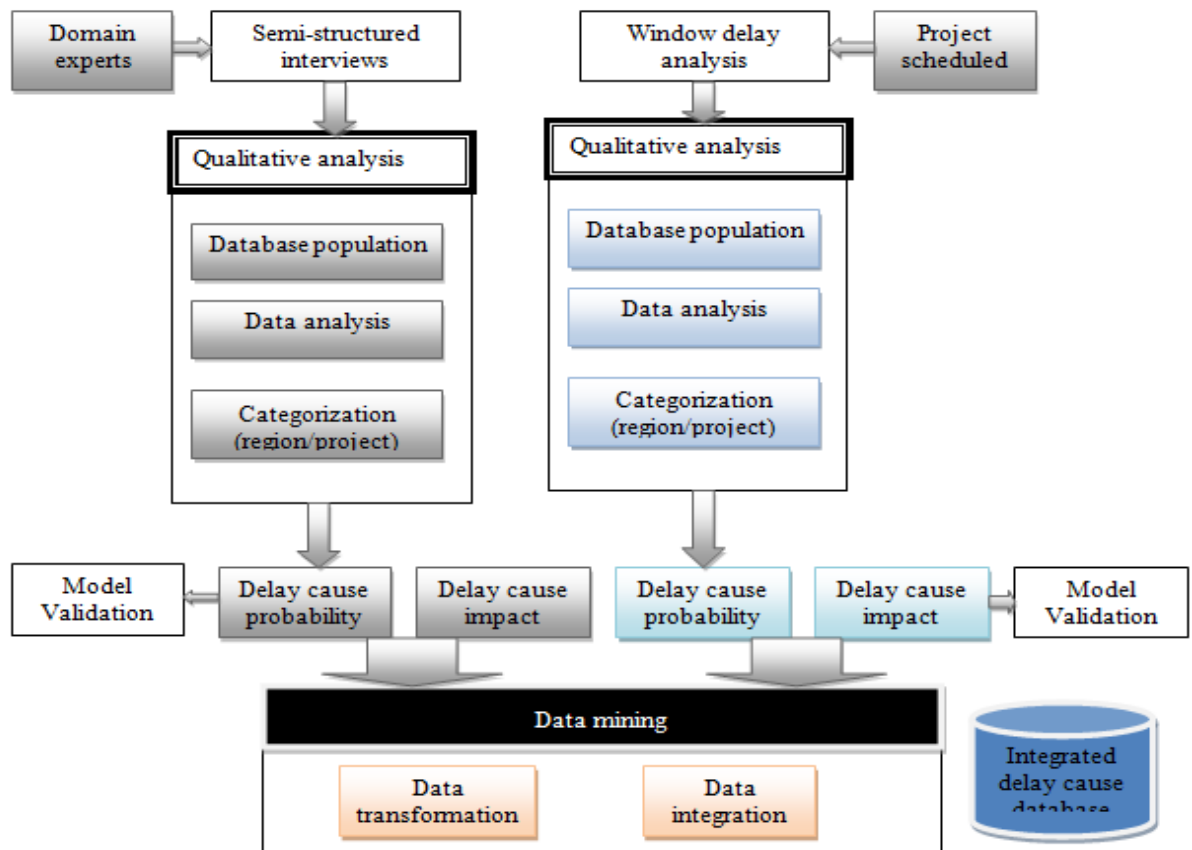 Domain
experts
Semi-structured
interviews
Window delay
analysis
Project
scheduled
Qualitative analysis
Database population
Data analysis
Categorization
(region/project)
Qualitative analysis
Database population
Data analysis
Categorization
(region/project)
Model
Validation
Delay cause
probability
Delay cause
impact
Delay cause
probability
Delay cause
impact
Model
Validation
Data mining
Data
transformation
Data
integration
Integrated
delay cause
database